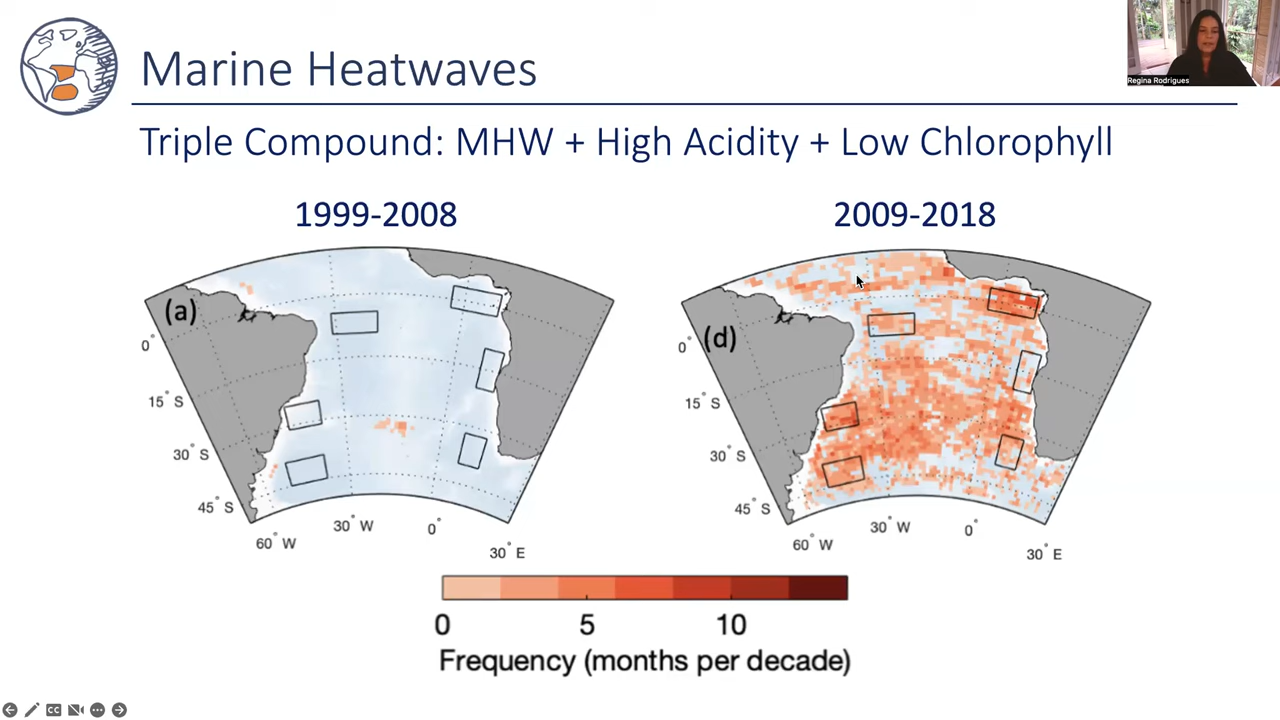 Marine Heatwaves
Regina Rodrigues
Triple Compound: MHW + High Acidity + Low Chlorophyll
1999-2008
2009-2018
(a)
0°
15° S
30° S
45° S
60° W
30° W
0°
30° E
(d)
0°
15° S
30° S
45° S
60° W
30° W
0°
30° E
0 5 10
Frequency (months per decade)
CC